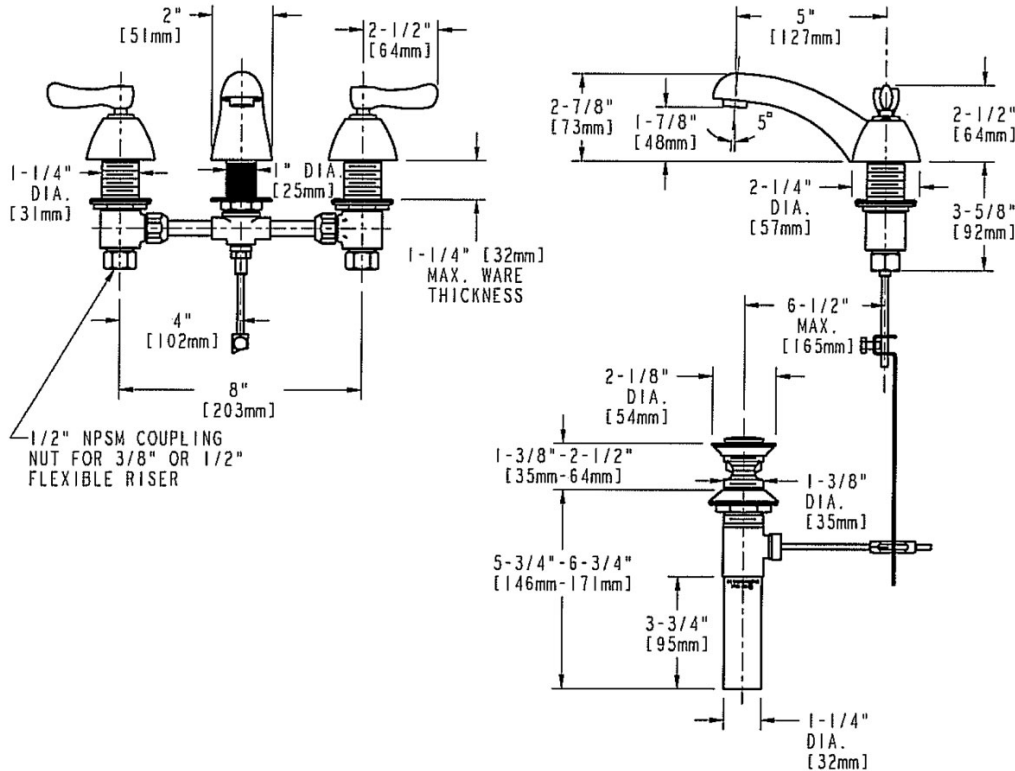 2"
[51mm]
2-1/2"
[64mm]
1-1/4"
DIA.
[31mm]
1" DIA.
[25mm]
1-1/4" [32mm]
MAX. WARE
THICKNESS
4"
[102mm]
8"
[203mm]
1/2" NPSM COUPLING
NUT FOR 3/8" OR 1/2"
FLEXIBLE RISER
5"
[127mm]
2-7/8"
[73mm]
1-7/8"
[48mm]
5°
2-1/2"
[64mm]
2-1/4"
DIA.
[57mm]
3-5/8"
[92mm]
6-1/2"
MAX.
[165mm]
2-1/8"
DIA.
[54mm]
1-3/8"-2-1/2"
[35mm-64mm]
1-3/8"
DIA.
[35mm]
5-3/4"-6-3/4"
[146mm-171mm]
3-3/4"
[95mm]
1-1/4"
DIA.
[32mm]